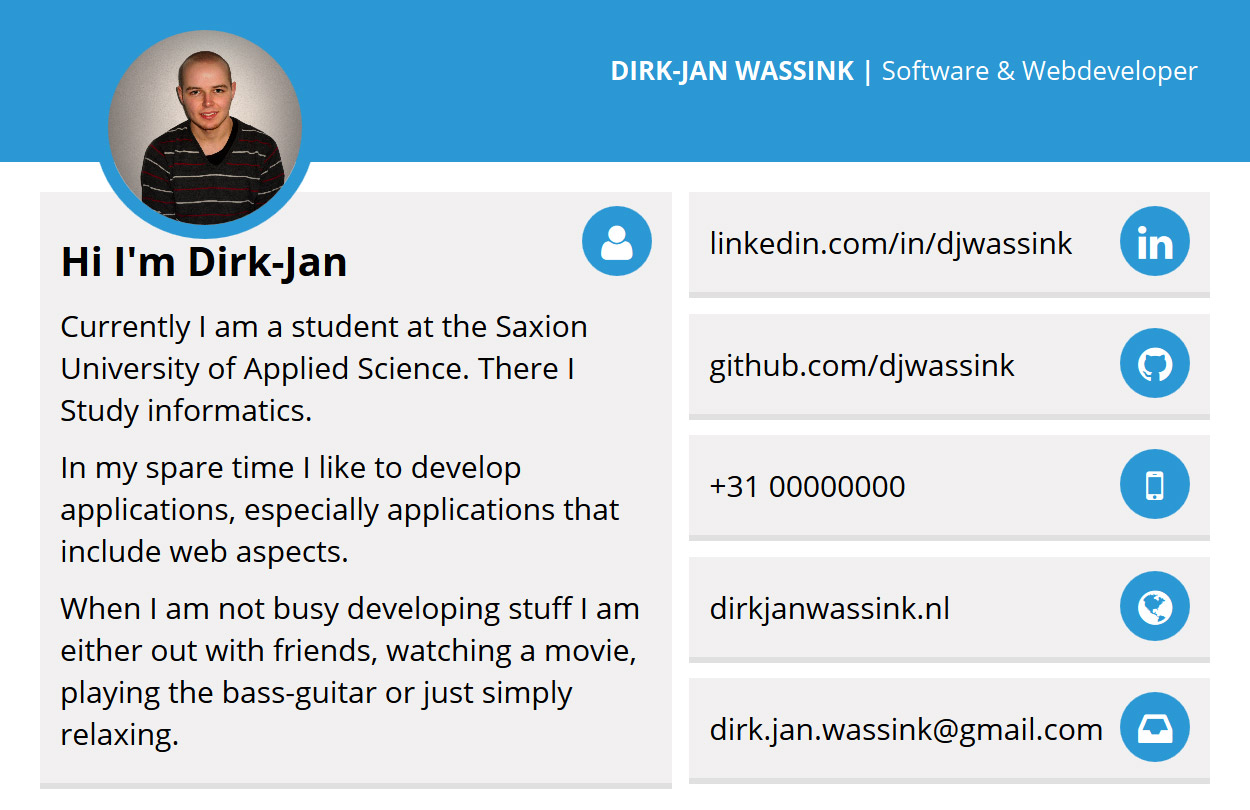 DIRK-JAN WASSINK | Software & Webdeveloper
Hi I'm Dirk-Jan
Currently I am a student at the Saxion
University of Applied Science. There I
Study informatics.
In my spare time I like to develop
applications, especially applications that
include web aspects.
When I am not busy developing stuff I am
either out with friends, watching a movie,
playing the bass-guitar or just simply
relaxing.
linkedin.com/in/djwassink
in
github.com/djwassink
+31 00000000
dirkjanwassink.nl
dirk.jan.wassink@gmail.com